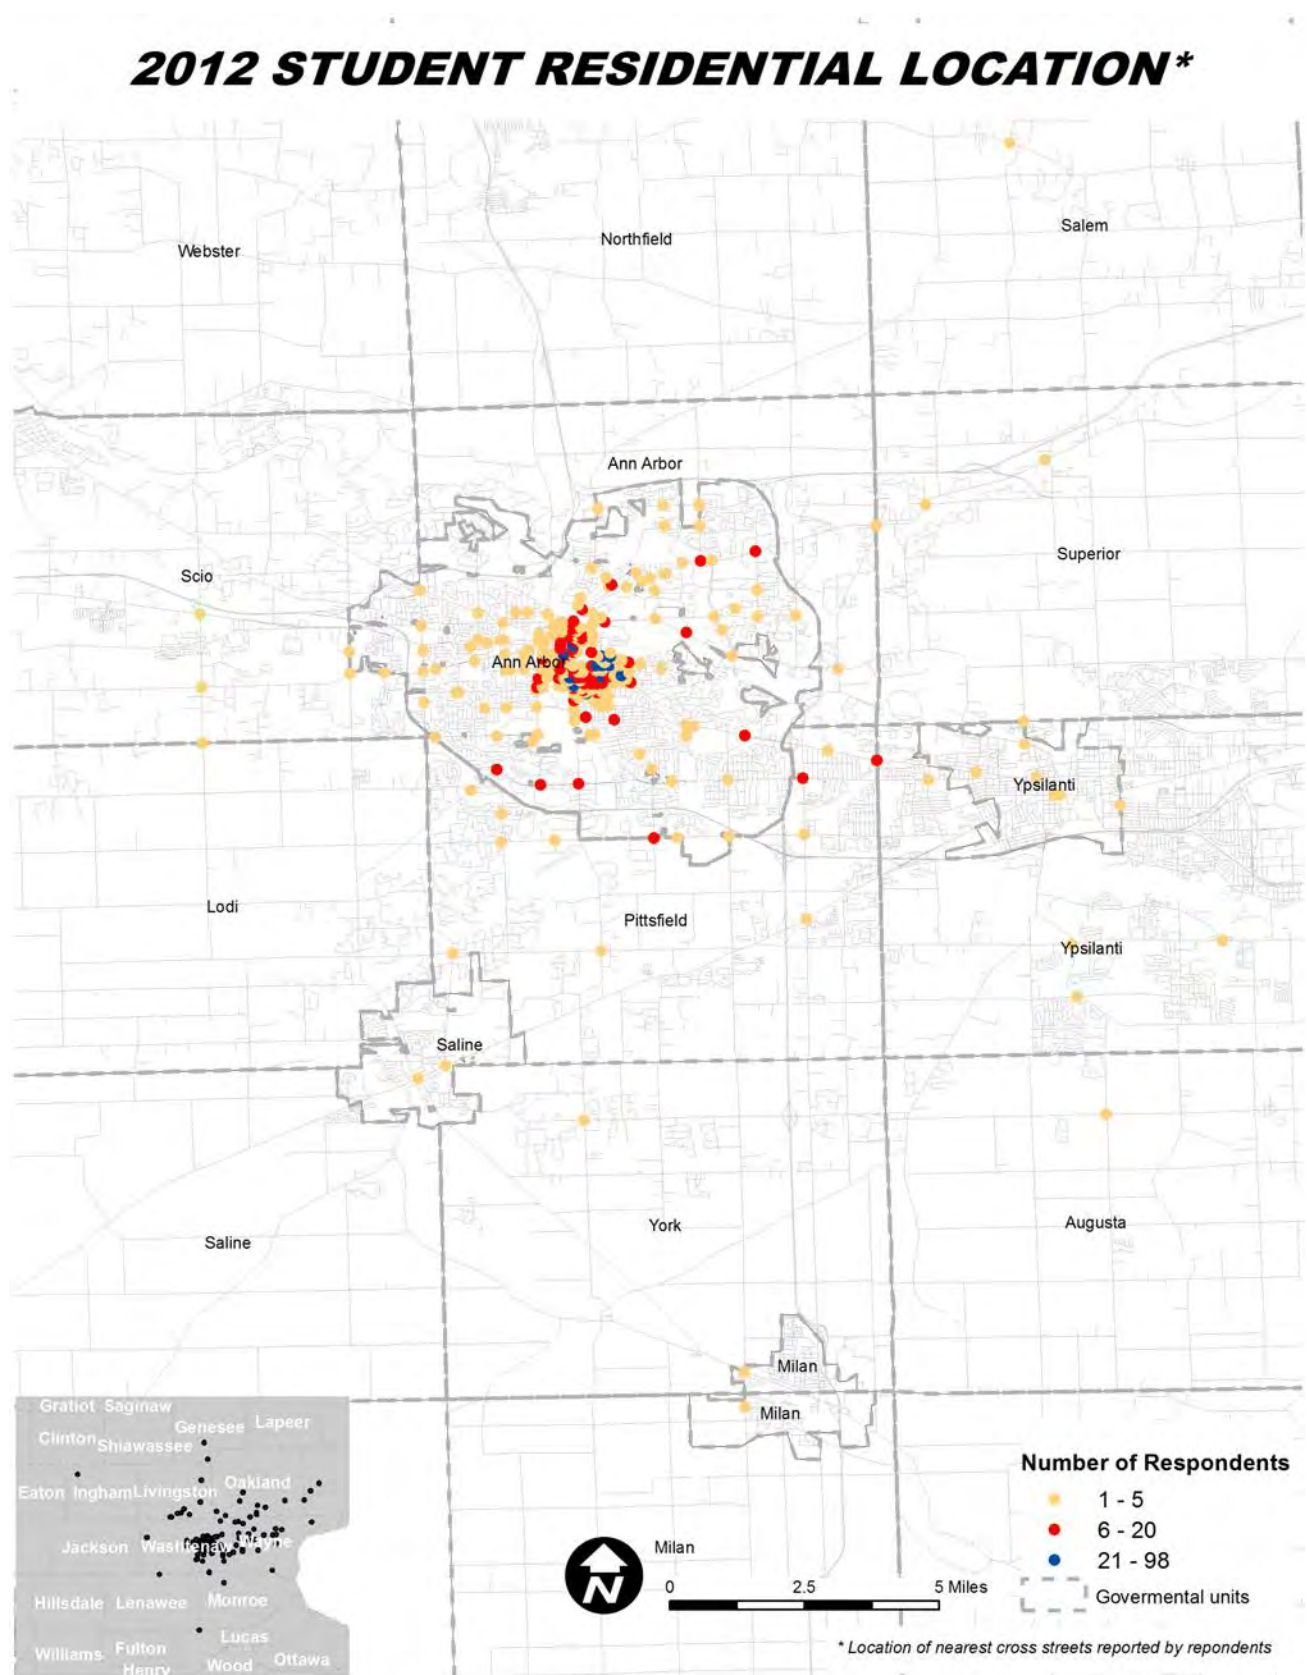 2012 STUDENT RESIDENTIAL LOCATION*
Salem
Northfield
Webster
Ann Arbor
Superior
Scio
Ann Arbor
Ypsilanti
Lodi
Pittsfield
Ypsilanti
Saline
Augusta
York
Saline
Milan
Milan
Milan
Gratiot Saginaw
Genesee Lapeer
Clinton Shiawassee
Oakland
Eaton Ingham Livingston
Jackson Washtenaw Wayne
Hillsdale Lenawee Monroe
Lucas
Williams Fulton
Henry Wood Ottawa
Number of Respondents
1 - 5
6 - 20
21 - 98
Govermental units
N
0 2.5 5 Miles
* Location of nearest cross streets reported by repondents